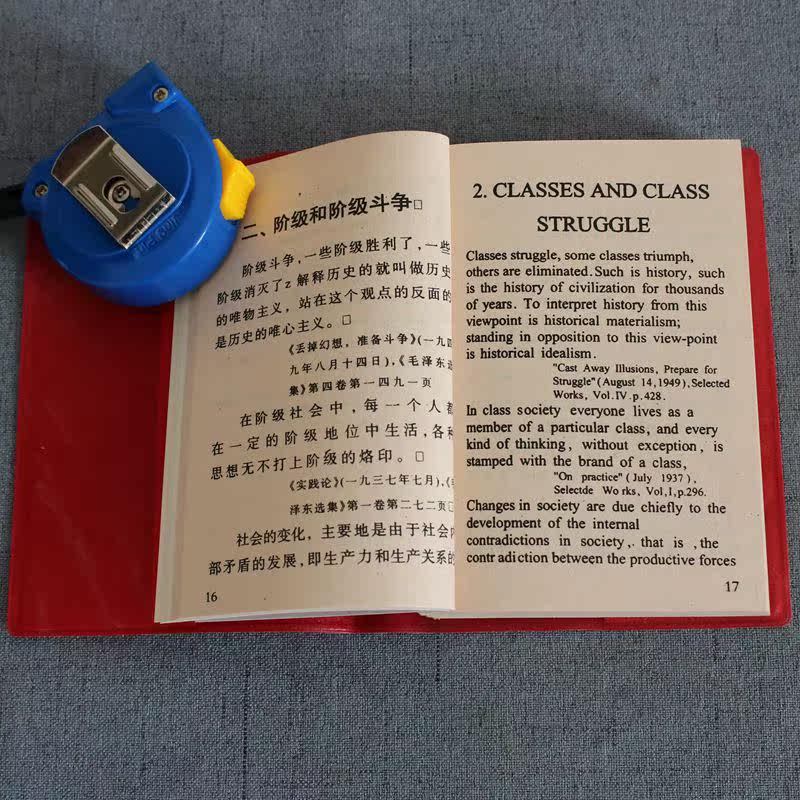 二、阶级和阶级斗争□
阶级斗争，一些阶级胜利了，一些
阶级消灭了z 解释历史的就叫做历史
的唯物主义，站在这个观点的反面的
是历史的唯心主义。□
《丢掉幻想，准备斗争》(一九四
九年八月十四日)，《毛泽东选
集》第四卷第一四九一页
在阶级社会中，每一个人都
在一定的阶级地位中生活，各种
思想无不打上阶级的烙印。□
《实践论》(一九三七年七月)，《
泽东选集》第一卷第二七二页□
社会的变化，主要地是由于社会内
部矛盾的发展，即生产力和生产关系的
16
2. CLASSES AND CLASS
STRUGGLE
Classes struggle, some classes triumph,
others are eliminated.Such is history, such
is the history of civilization for thousands
of years. To interpret history from this
viewpoint is historical materialism;
standing in opposition to this view-point
is historical idealism.
"Cast Away Illusions, Prepare for
Struggle"(August 14,1949),Selected
Works, Vol.IV.p.428.
In class society everyone lives as a
member of a particular class, and every
kind of thinking, without exception, is
stamped with the brand of a class,
"On practice" ( July 1937 ),
Selectde Wo rks, Vol,I,p.296.
Changes in society are due chiefly to the
development of the internal
contradictions in society,. that is ,the
contr adi ction between the productive forces
17